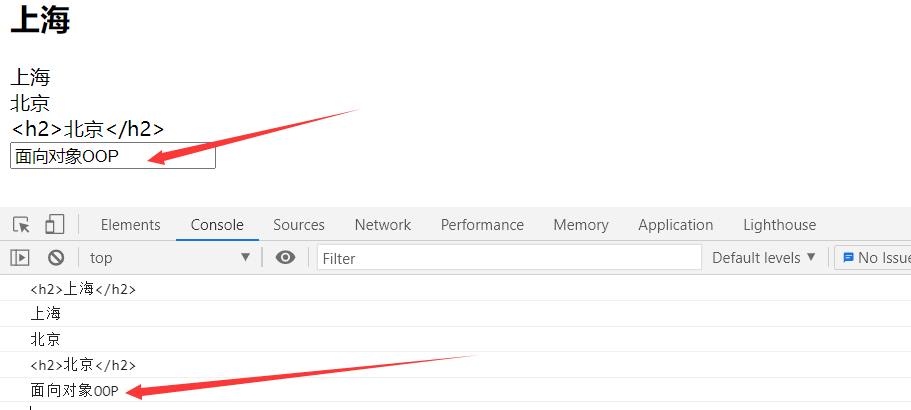 上海
上海
北京
<h2>北京</h2>
面向对象OOP
Elements Console Sources Network Performance Memory Application Lighthouse
top Filter Default levels No Issue
<h2>上海</h2>
上海
北京
<h2>北京</h2>
面向对象OOP